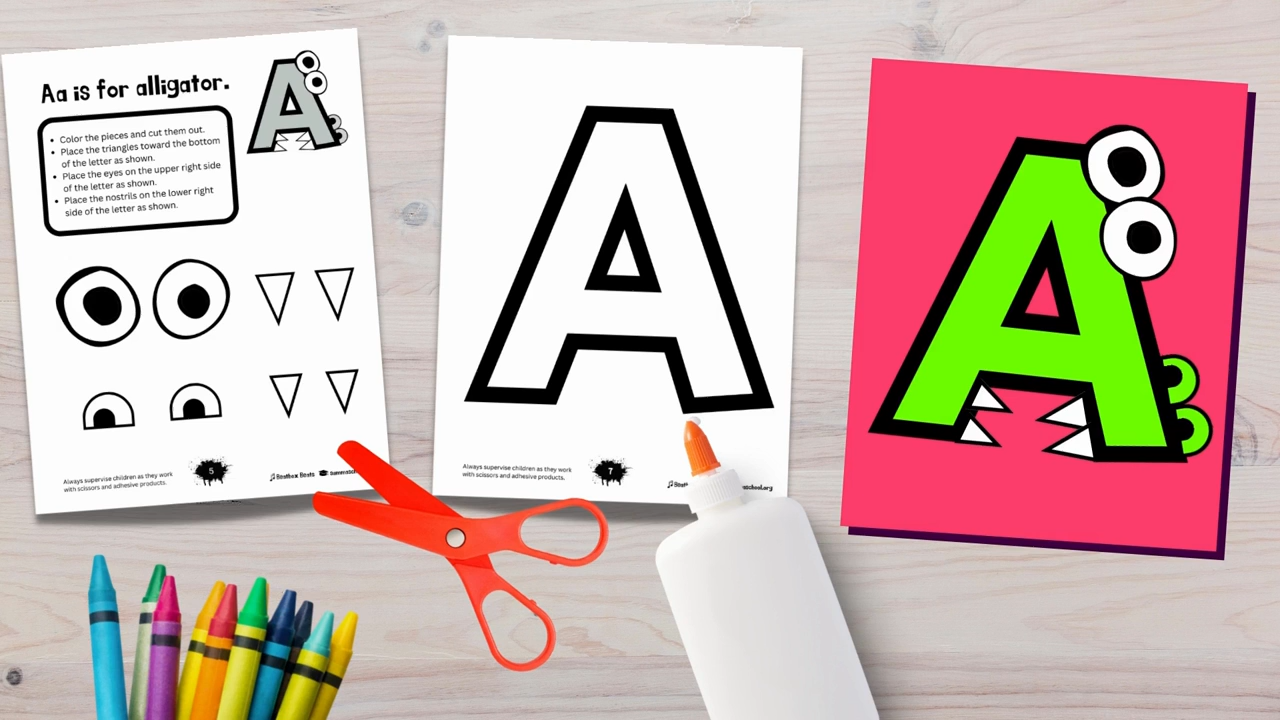 Aa is for alligator.
A
• Color the pieces and cut them out.
• Place the triangles toward the bottom
of the letter as shown.
• Place the eyes on the upper right side
of the letter as shown.
• Place the nostrils on the lower right
side of the letter as shown.
Always supervise children as they work
with scissors and adhesive products.
5
A
Always supervise children as they work
with scissors and adhesive products.
7
A